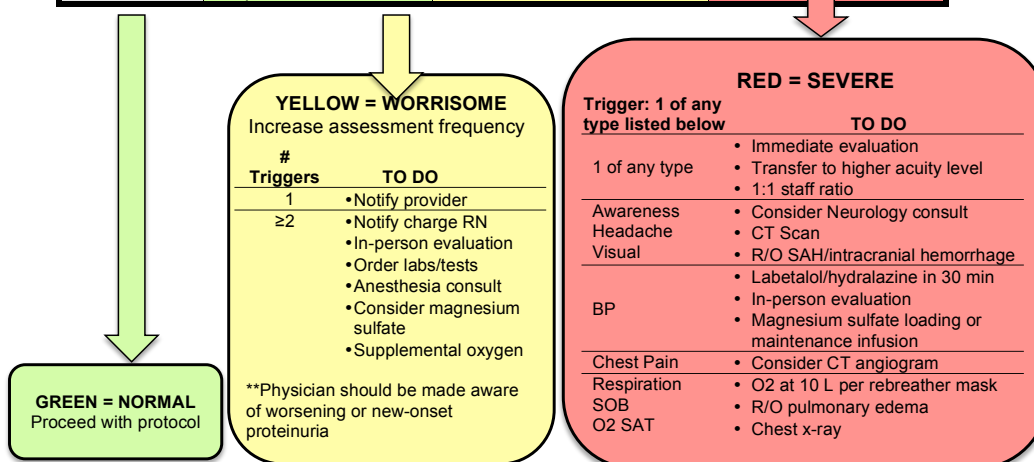 YELLOW = WORRISOME
Increase assessment frequency
#
Triggers TO DO
1 •Notify provider
≥2 •Notify charge RN
•In-person evaluation
•Order labs/tests
•Anesthesia consult
•Consider magnesium
sulfate
•Supplemental oxygen
**Physician should be made aware
of worsening or new-onset
proteinuria
RED = SEVERE
Trigger: 1 of any
type listed below TO DO
1 of any type
• Immediate evaluation
• Transfer to higher acuity level
• 1:1 staff ratio
Awareness
Headache
Visual
• Consider Neurology consult
• CT Scan
• R/O SAH/intracranial hemorrhage
BP
• Labetalol/hydralazine in 30 min
• In-person evaluation
• Magnesium sulfate loading or
maintenance infusion
Chest Pain • Consider CT angiogram
Respiration
SOB
O2 SAT
• O2 at 10 L per rebreather mask
• R/O pulmonary edema
• Chest x-ray
GREEN = NORMAL
Proceed with protocol